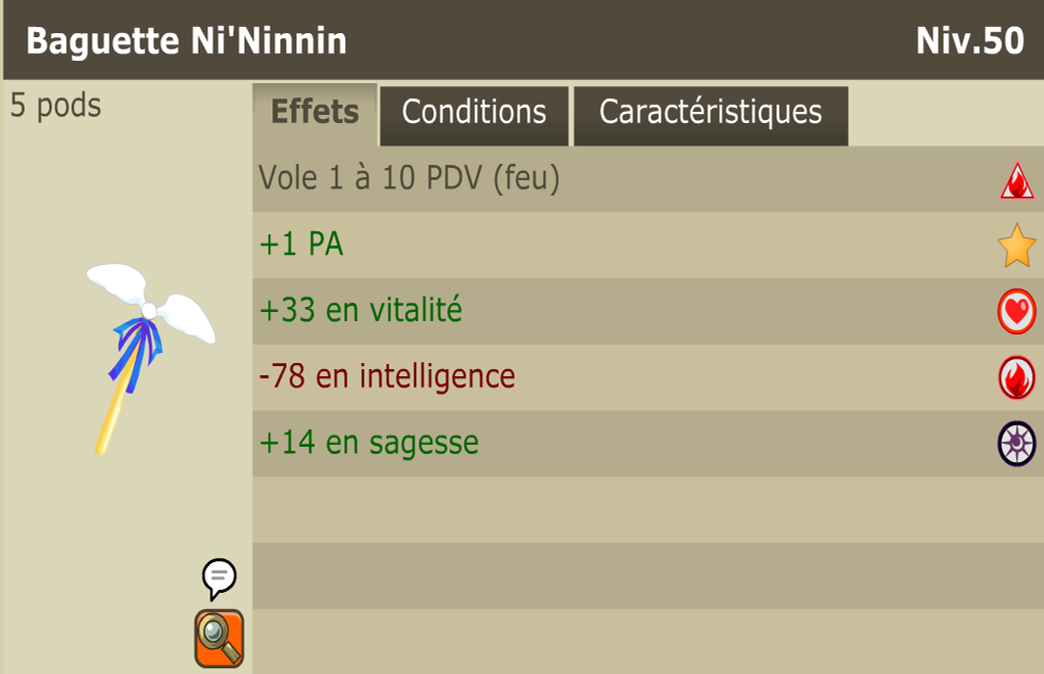 Baguette Ni'Ninnin
Niv.50
5 pods
Effets
Conditions
Caractéristiques
Vole 1 à 10 PDV (feu)
+1 PA
+33 en vitalité
-78 en intelligence
+14 en sagesse